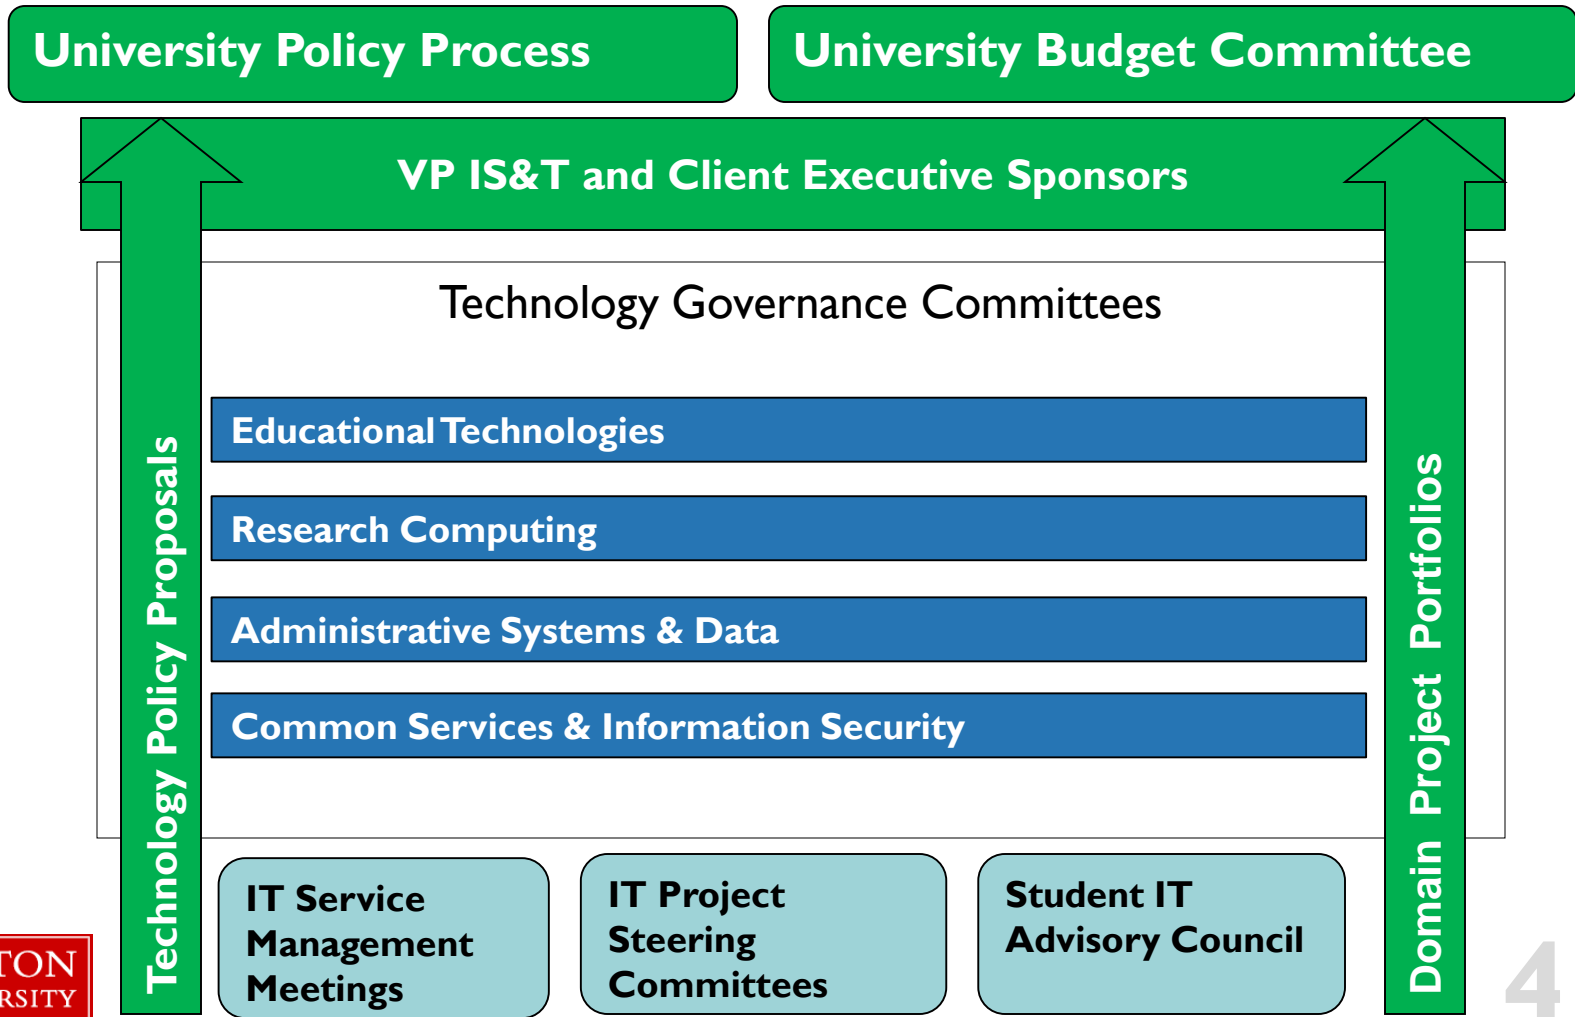 University Policy Process
University Budget Committee
VP IS&T and Client Executive Sponsors
Technology Governance Committees
Technology Policy Proposals
Educational Technologies
Research Computing
Administrative Systems & Data
Common Services & Information Security
Domain Project Portfolios
IT Service
Management
Meetings
IT Project
Steering
Committees
Student IT
Advisory Council
TON
RSITY
4